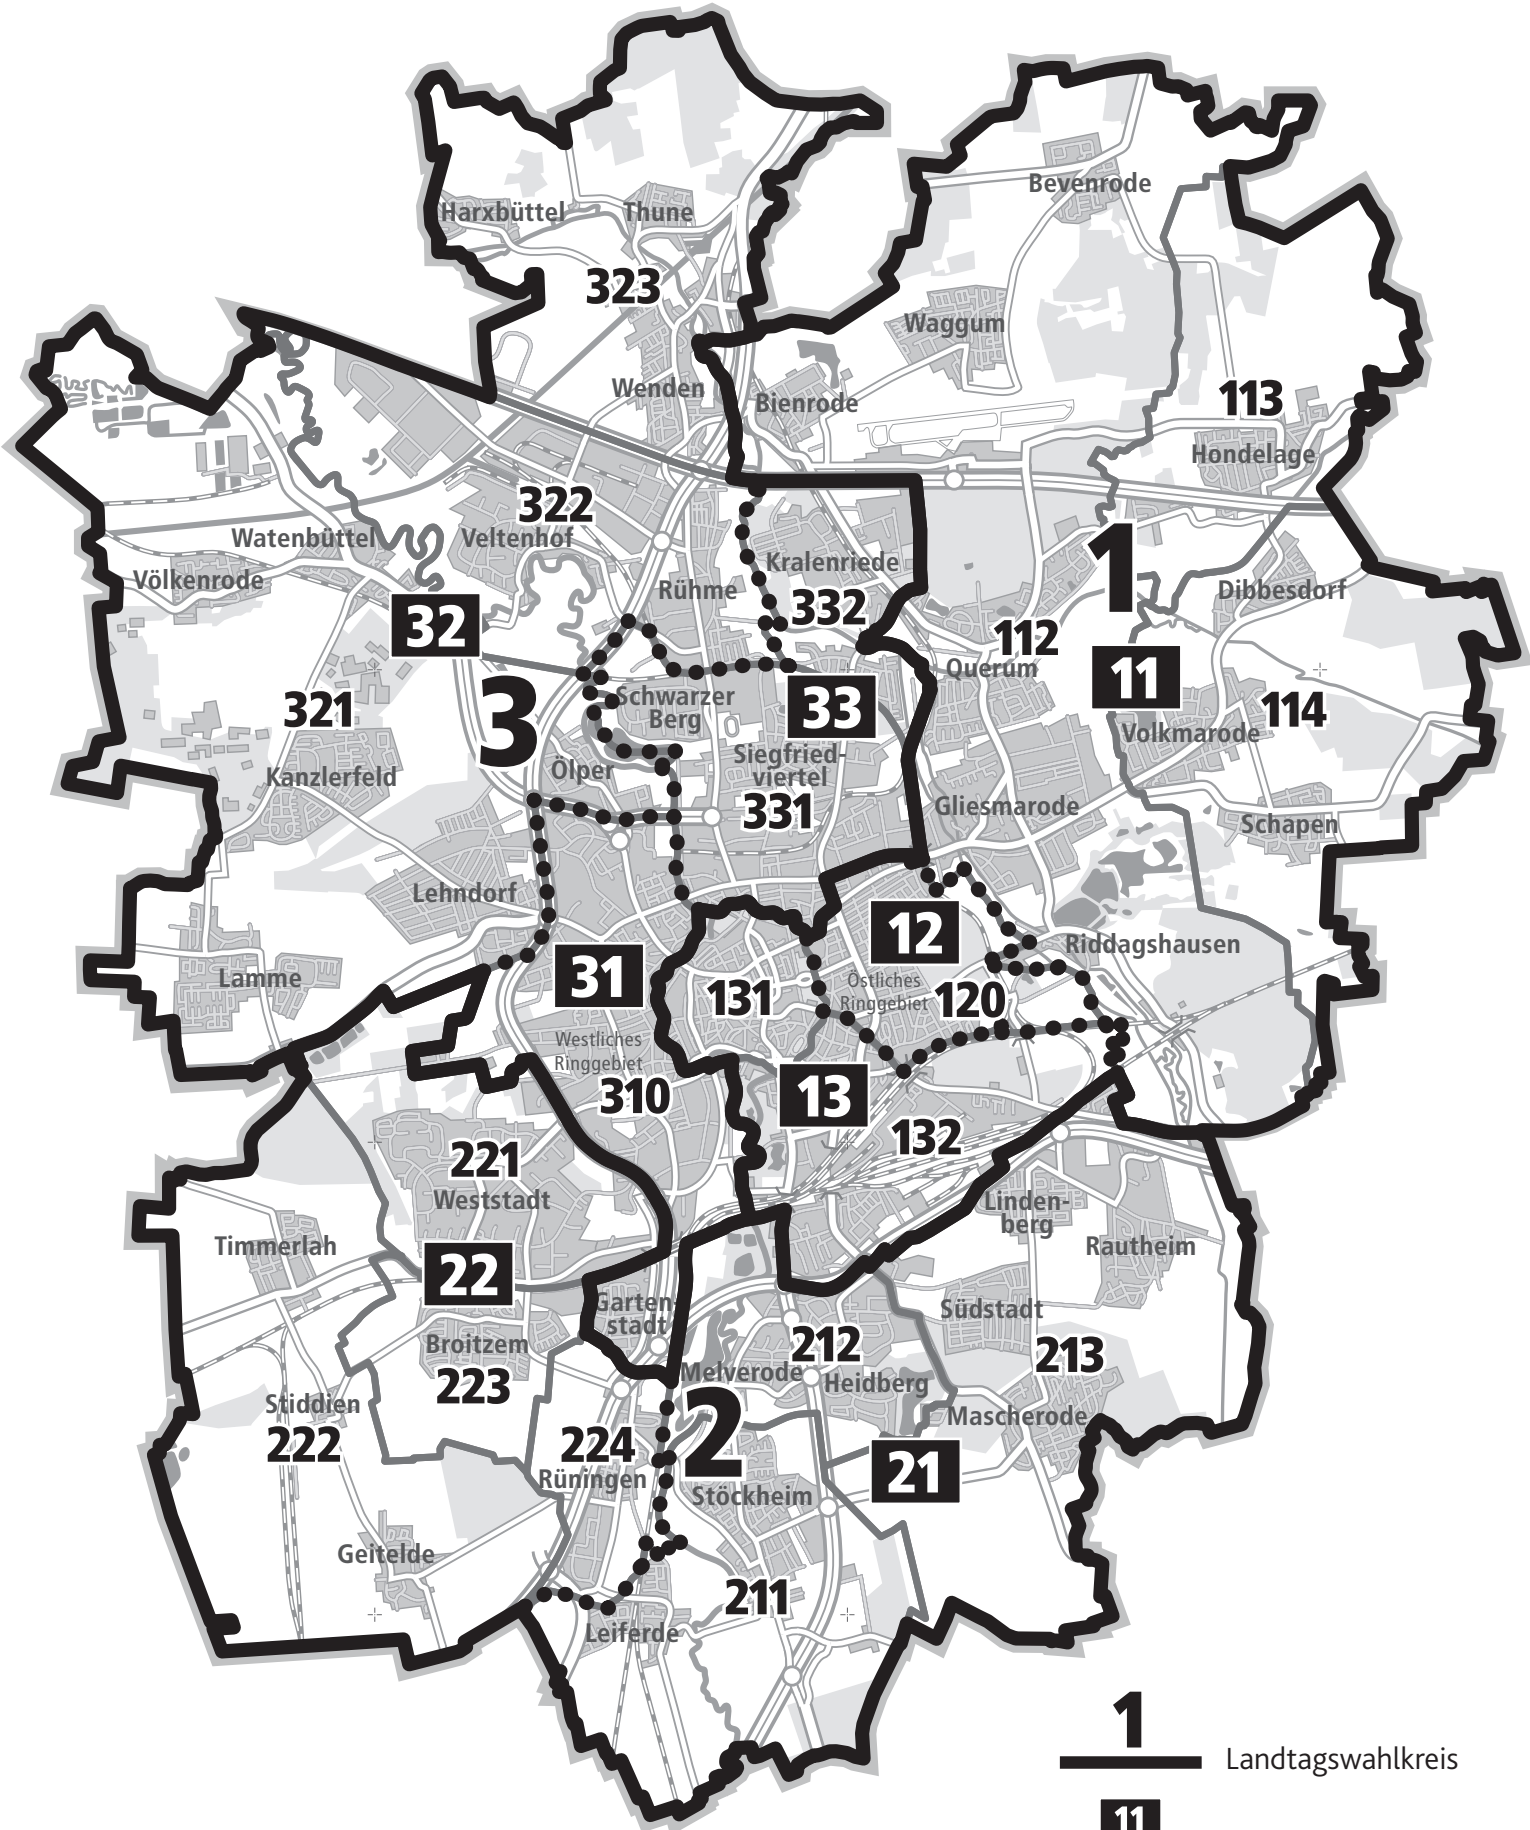 Bevenrode
Harxbüttel
Thune
323
Waggum
Wenden
Bienrode
113
Hondelage
322
Watenbüttel
Veltenhof
1
Völkenrode
Rühme
Kralenriede
Dibbesdorf
332
32
112
Querum
11
3
Schwarzer
Berg
33
321
114
Volkmarode
Siegfried-
viertel
Kanzlerfeld
Ölper
331
Gliesmarode
Schapen
Lehndorf
12
Riddagshausen
31
Lamme
131
Östliches
Ringgebiet
120
Westliches
Ringgebiet
310
13
132
221
Weststadt
Linden-
berg
Timmerlah
Rautheim
22
Garten-
stadt
Südstadt
Broitzem
212
213
223
Melverode
Heidberg
Stiddien
2
Mascherode
222
224
21
Rüningen
Stöckheim
Geitelde
211
Leiferde
1
Landtagswahlkreis
11